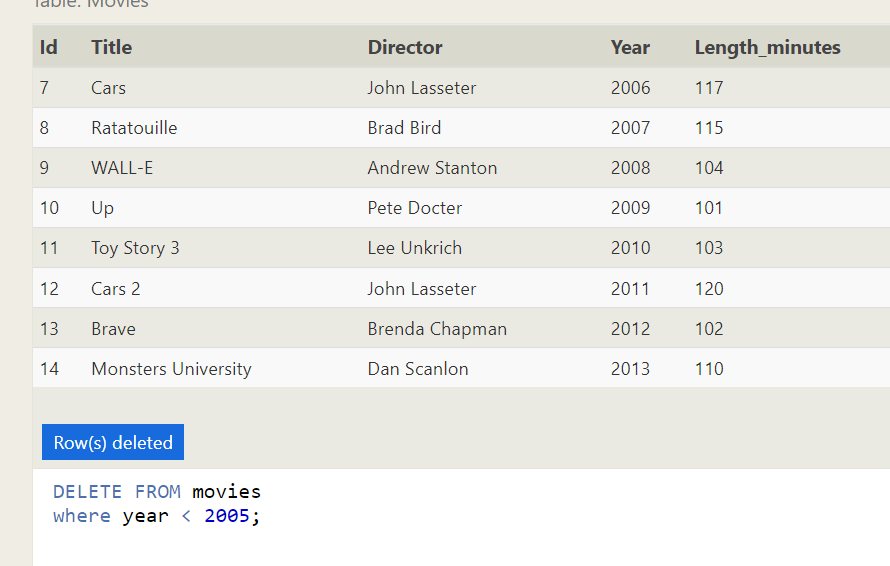 Table: Movies
Id Title Director Year Length_minutes
7 Cars John Lasseter 2006 117
8 Ratatouille Brad Bird 2007 115
9 WALL-E Andrew Stanton 2008 104
10 Up Pete Docter 2009 101
11 Toy Story 3 Lee Unkrich 2010 103
12 Cars 2 John Lasseter 2011 120
13 Brave Brenda Chapman 2012 102
14 Monsters University Dan Scanlon 2013 110
Row(s) deleted
DELETE FROM movies
where year < 2005;